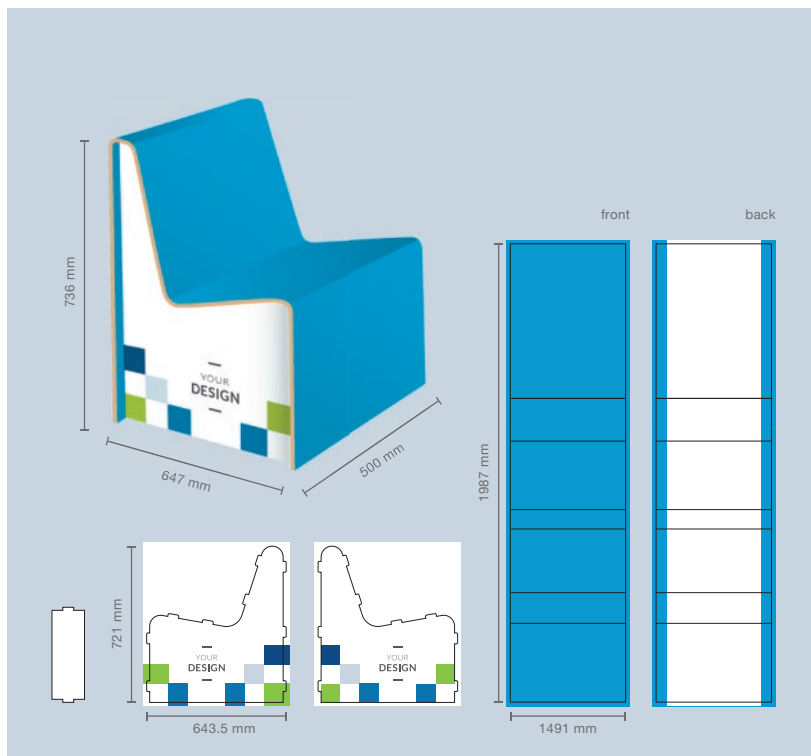 front
back
736 mm
YOUR
DESIGN
647 mm
500 mm
1987 mm
721 mm
YOUR
DESIGN
YOUR
DESIGN
643.5 mm
1491 mm